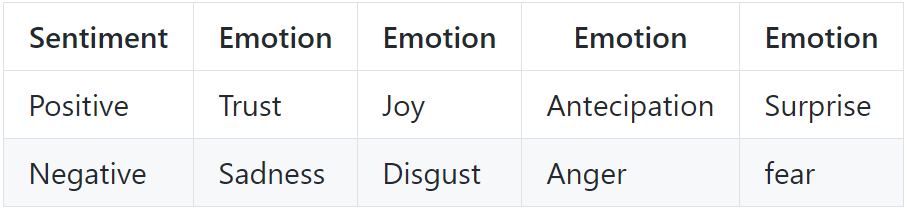 Sentiment Emotion Emotion Emotion Emotion
Positive Trust Joy Antecipation Surprise
Negative Sadness Disgust Anger fear